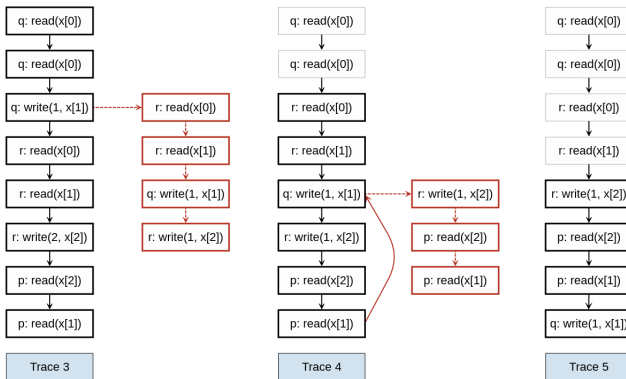 q: read(x[0])
q: read(x[0])
q: write(1, x[1])
r: read(x[0])
r: read(x[1])
r: write(2, x[2])
p: read(x[2])
p: read(x[1])
Trace 3
r: read(x[0])
r: read(x[1])
q: write(1, x[1])
r: write(1, x[2])
q: read(x[0])
q: read(x[0])
r: read(x[0])
r: read(x[1])
q: write(1, x[1])
r: write(1, x[2])
p: read(x[2])
p: read(x[1])
Trace 4
r: write(1, x[2])
p: read(x[2])
p: read(x[1])
q: read(x[0])
q: read(x[0])
r: read(x[0])
r: read(x[1])
r: write(1, x[2])
p: read(x[2])
p: read(x[1])
q: write(1, x[1])
Trace 5